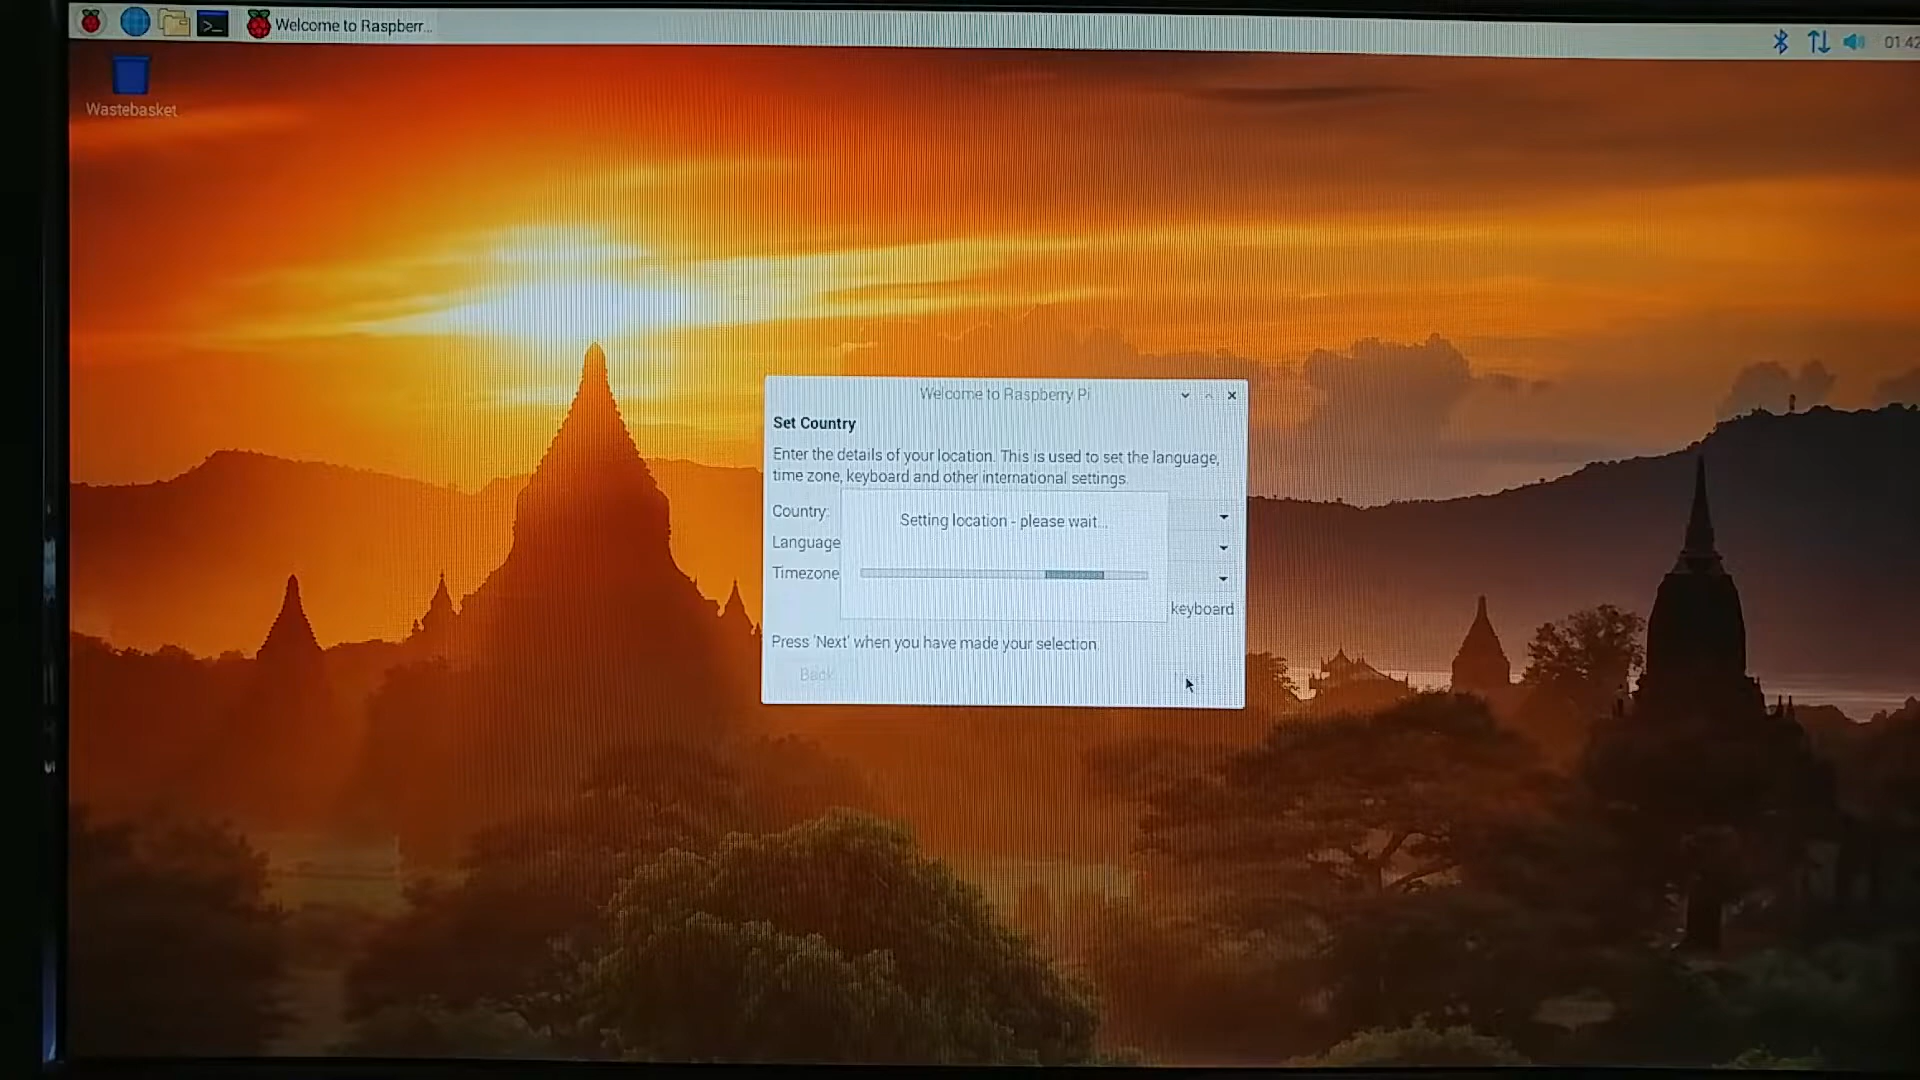 Welcome to Raspberr...
01:42
Wastebasket
Welcome to Raspberry Pi
Set Country
Enter the details of your location. This is used to set the language,
time zone, keyboard and other international settings.
Country:
Setting location - please wait...
Language
Timezone
keyboard
Press 'Next' when you have made your selection.
Back